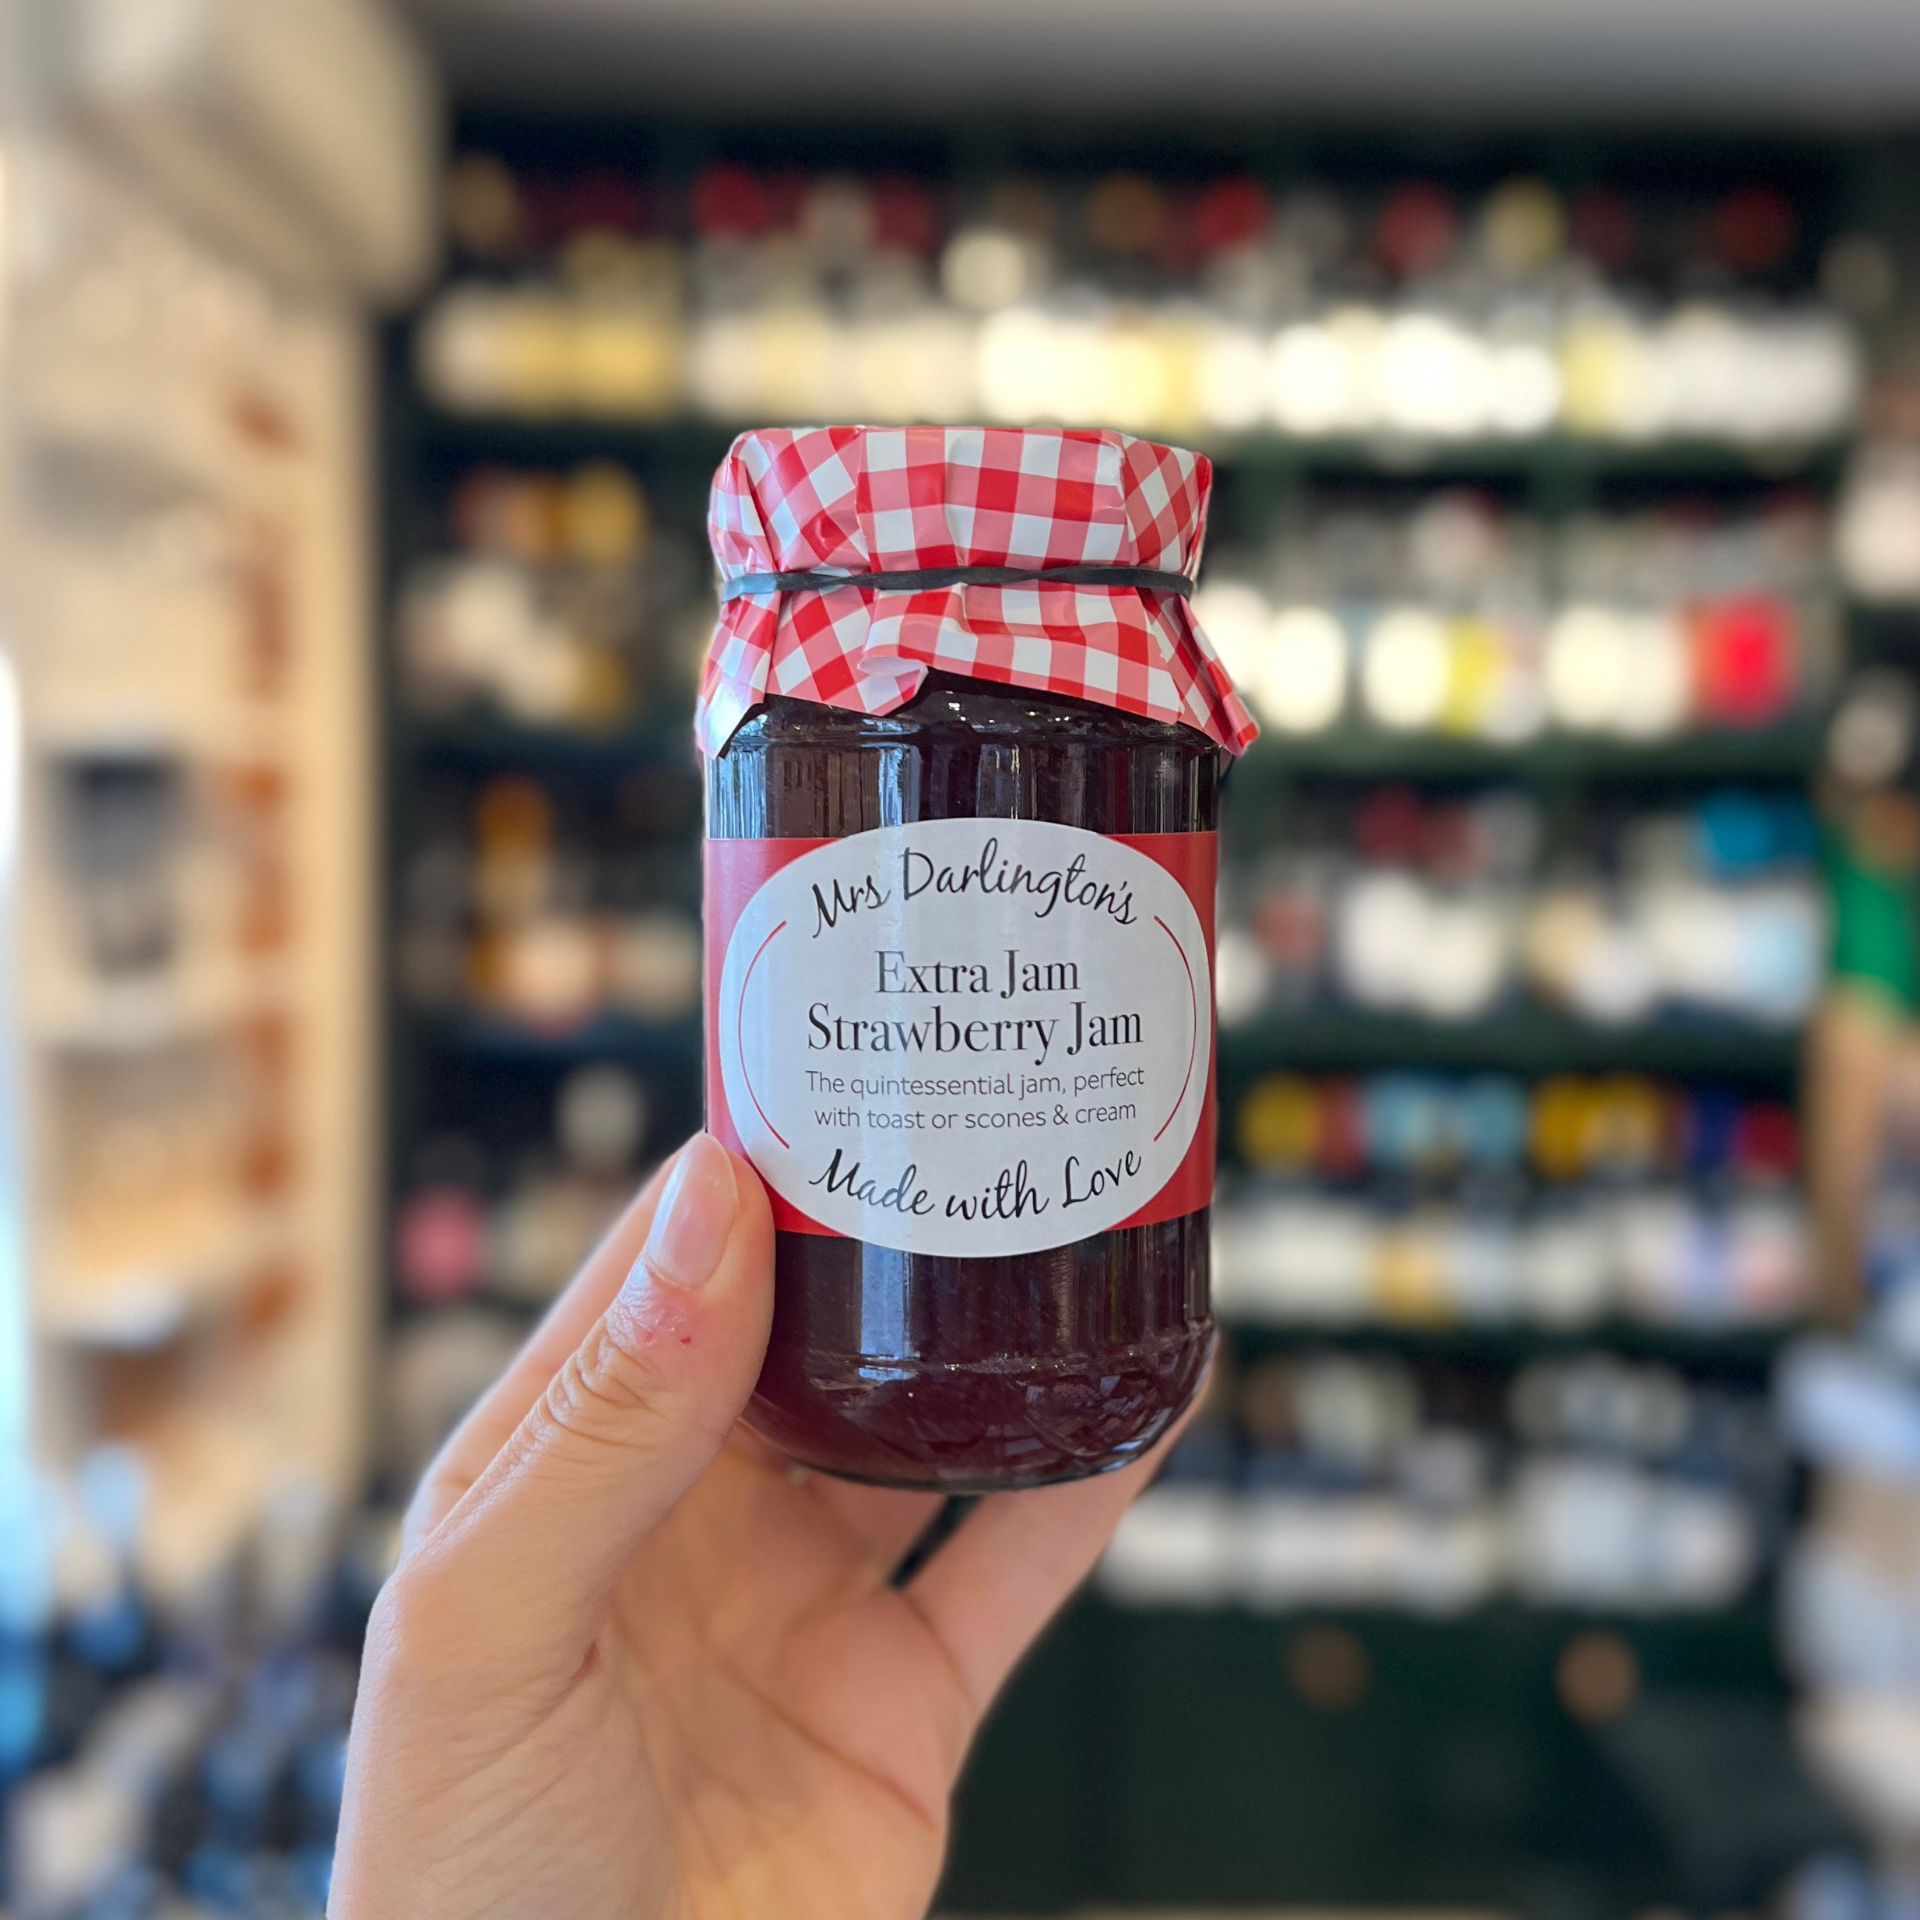 Mrs Darlington's
Extra Jam
Strawberry Jam
The quintessential jam, perfect
with toast or scones & cream
Made with Love